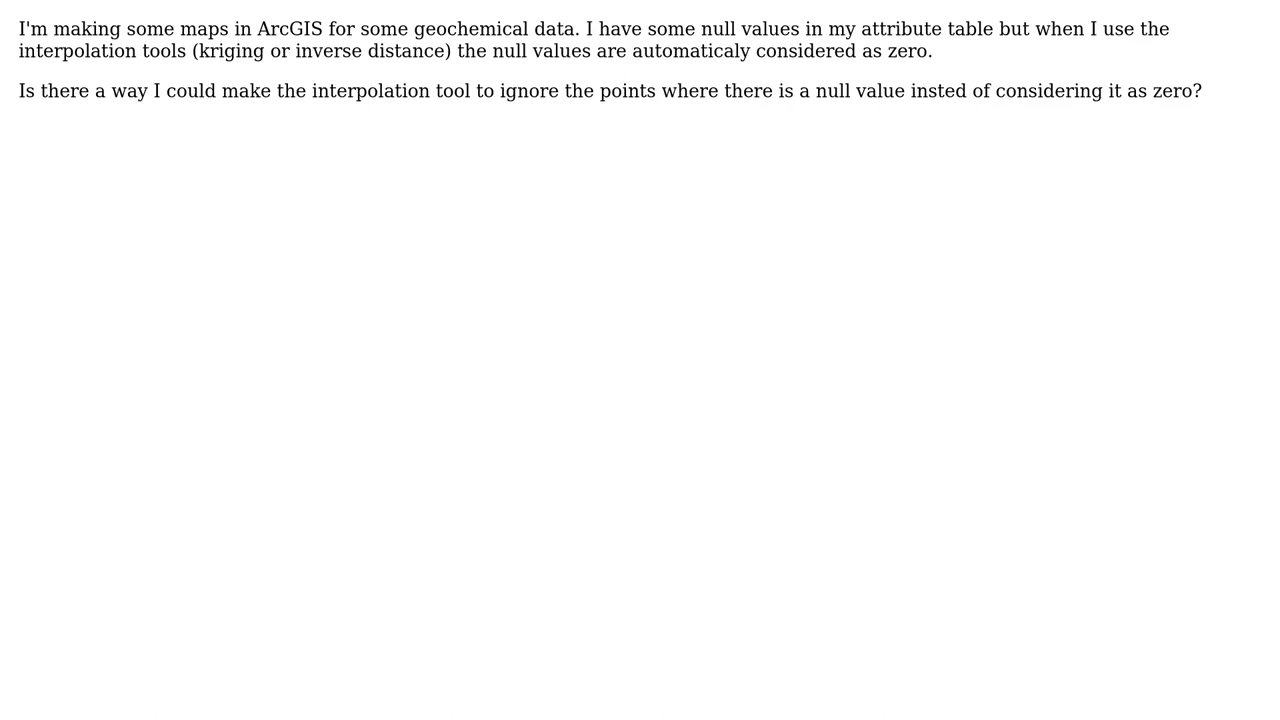 I'm making some maps in ArcGIS for some geochemical data. I have some null values in my attribute table but when I use the
interpolation tools (kriging or inverse distance) the null values are automaticaly considered as zero.
Is there a way I could make the interpolation tool to ignore the points where there is a null value insted of considering it as zero?